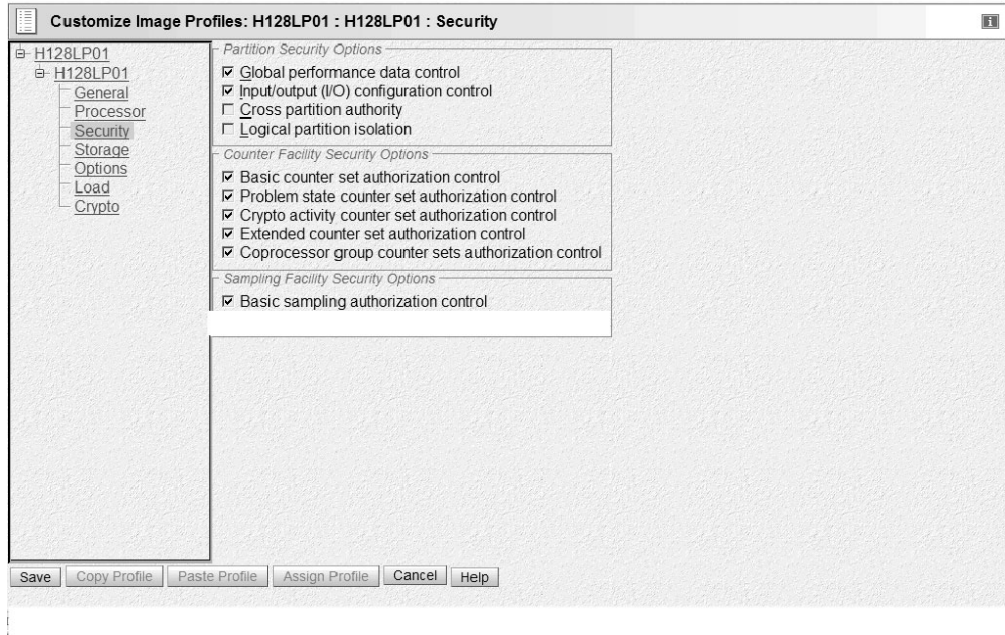 Customize Image Profiles: H128LP01 : H128LP01 : Security
i
H128LP01
H128LP01
General
Processor
Security
Storage
Options
Load
Crypto
Partition Security Options
Global performance data control
Input/output (I/O) configuration control
Cross partition authority
Logical partition isolation
Counter Facility Security Options
Basic counter set authorization control
Problem state counter set authorization control
Crypto activity counter set authorization control
Extended counter set authorization control
Coprocessor group counter sets authorization control
Sampling Facility Security Options
Basic sampling authorization control
Save Copy Profile Paste Profile Assign Profile Cancel Help